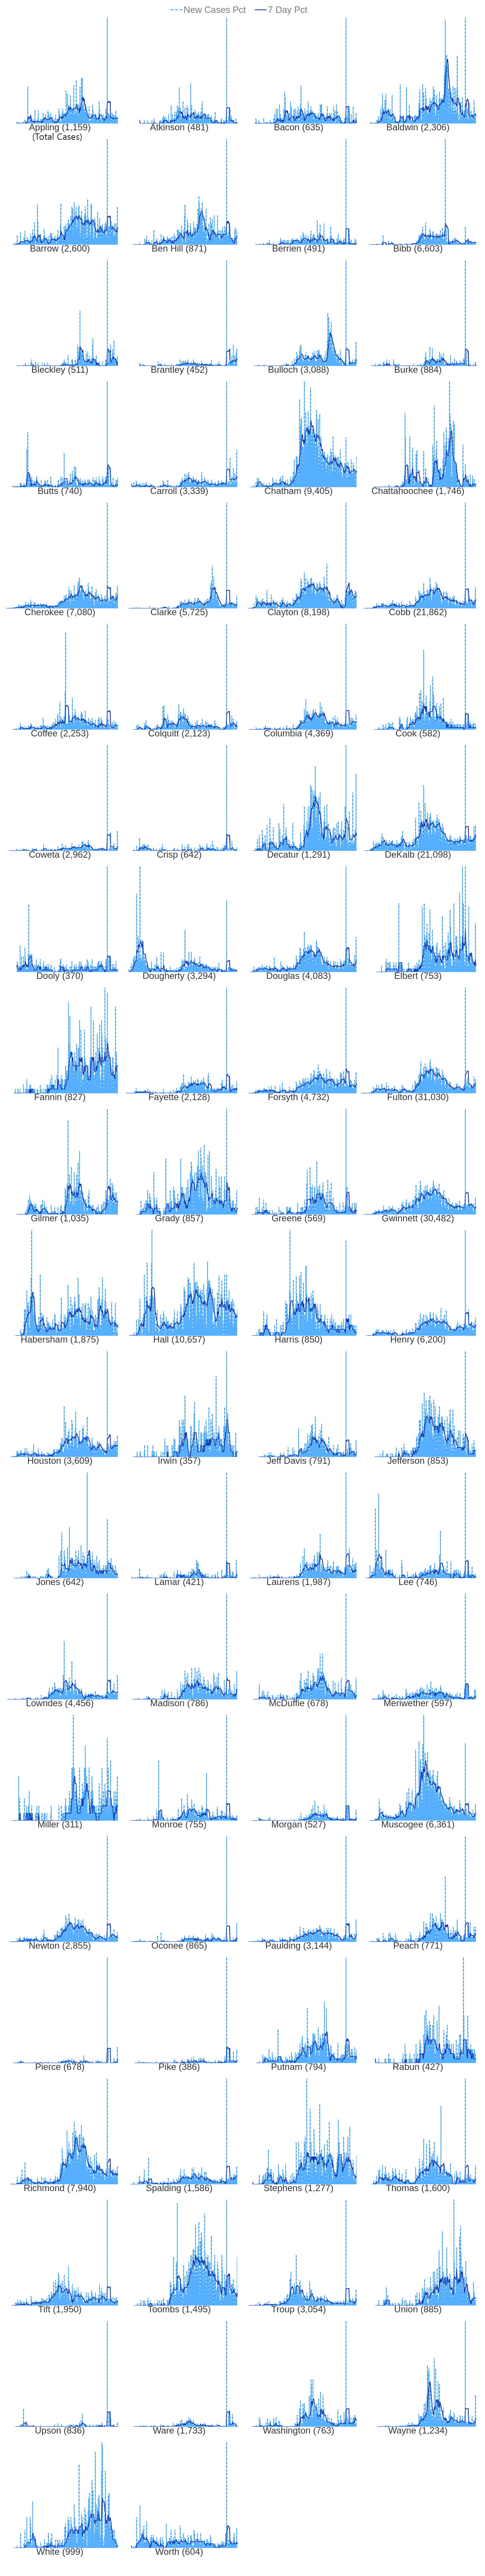 New Cases Pct 7 Day Pct
Appling (1,159) Atkinson (481) Bacon (635) Baldwin (2,306)
(Total Cases)
Barrow (2,600) Ben Hill (871) Berrien (491) Bibb (6,603)
Bleckley (511) Brantley (452) Bulloch (3,088) Burke (884)
Butts (740) Carroll (3,339) Chatham (9,405) Chattahoochee (1,746)
Cherokee (7,080) Clarke (5,725) Clayton (8,198) Cobb (21,862)
Coffee (2,253) Colquitt (2,123) Columbia (4,369) Cook (582)
Coweta (2,962) Crisp (642) Decatur (1,291) DeKalb (21,098)
Dooly (370) Dougherty (3,294) Douglas (4,083) Elbert (753)
Fannin (827) Fayette (2,128) Forsyth (4,732) Fulton (31,030)
Gilmer (1,035) Grady (857) Greene (569) Gwinnett (30,482)
Habersham (1,875) Hall (10,657) Harris (850) Henry (6,200)
Houston (3,609) Irwin (357) Jeff Davis (791) Jefferson (853)
Jones (642) Lamar (421) Laurens (1,987) Lee (746)
Lowndes (4,456) Madison (786) McDuffie (678) Meriwether (597)
Miller (311) Monroe (755) Morgan (527) Muscogee (6,361)
Newton (2,855) Oconee (865) Paulding (3,144) Peach (771)
Pierce (678) Pike (386) Putnam (794) Rabun (427)
Richmond (7,940) Spalding (1,586) Stephens (1,277) Thomas (1,600)
Tift (1,950) Toombs (1,495) Troup (3,054) Union (885)
Upson (836) Ware (1,733) Washington (763) Wayne (1,234)
White (999) Worth (604)